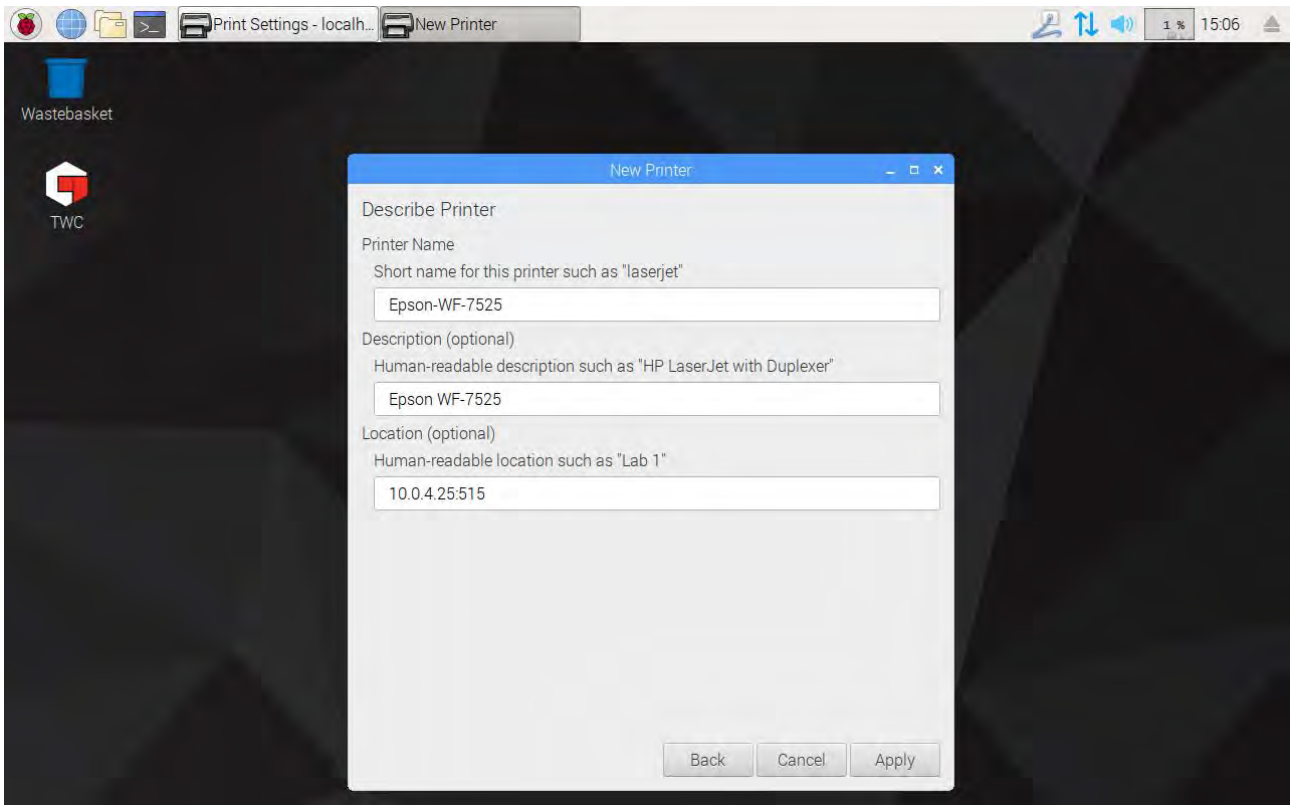 Print Settings - localh... New Printer 1 % 15:06
Wastebasket
TWC
New Printer
Describe Printer
Printer Name
Short name for this printer such as "laserjet"
Epson-WF-7525
Description (optional)
Human-readable description such as "HP LaserJet with Duplexer"
Epson WF-7525
Location (optional)
Human-readable location such as "Lab 1"
10.0.4.25:515
Back Cancel Apply